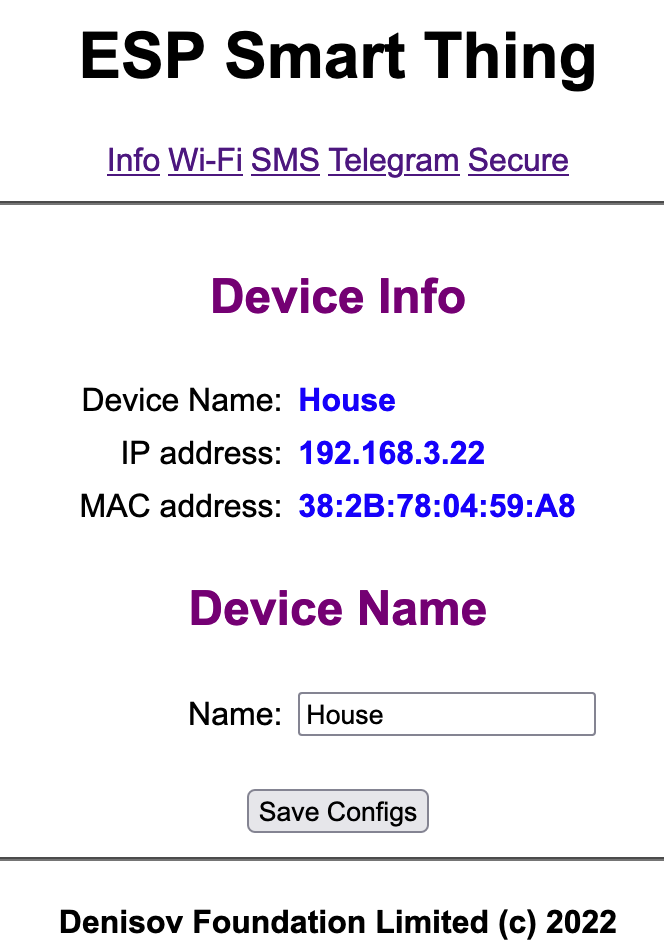 ESP Smart Thing
Info Wi-Fi SMS Telegram Secure
Device Info
Device Name: House
IP address: 192.168.3.22
MAC address: 38:2B:78:04:59:A8
Device Name
Name: House
Save Configs
Denisov Foundation Limited (c) 2022